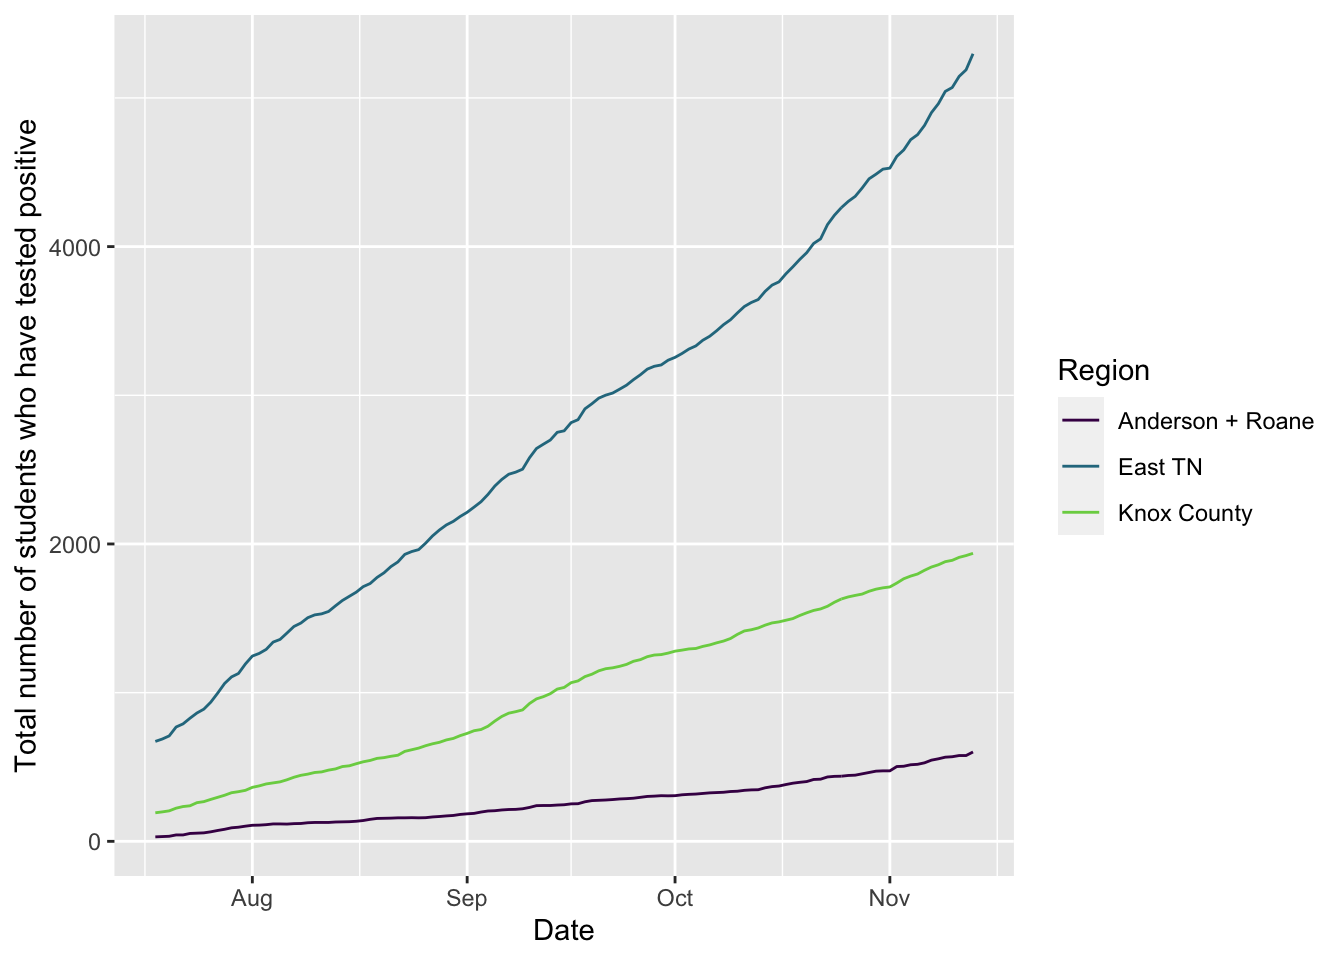 Total number of students who have tested positive
4000
2000
0
Aug
Sep
Oct
Nov
Date
Region
Anderson + Roane
East TN
Knox County